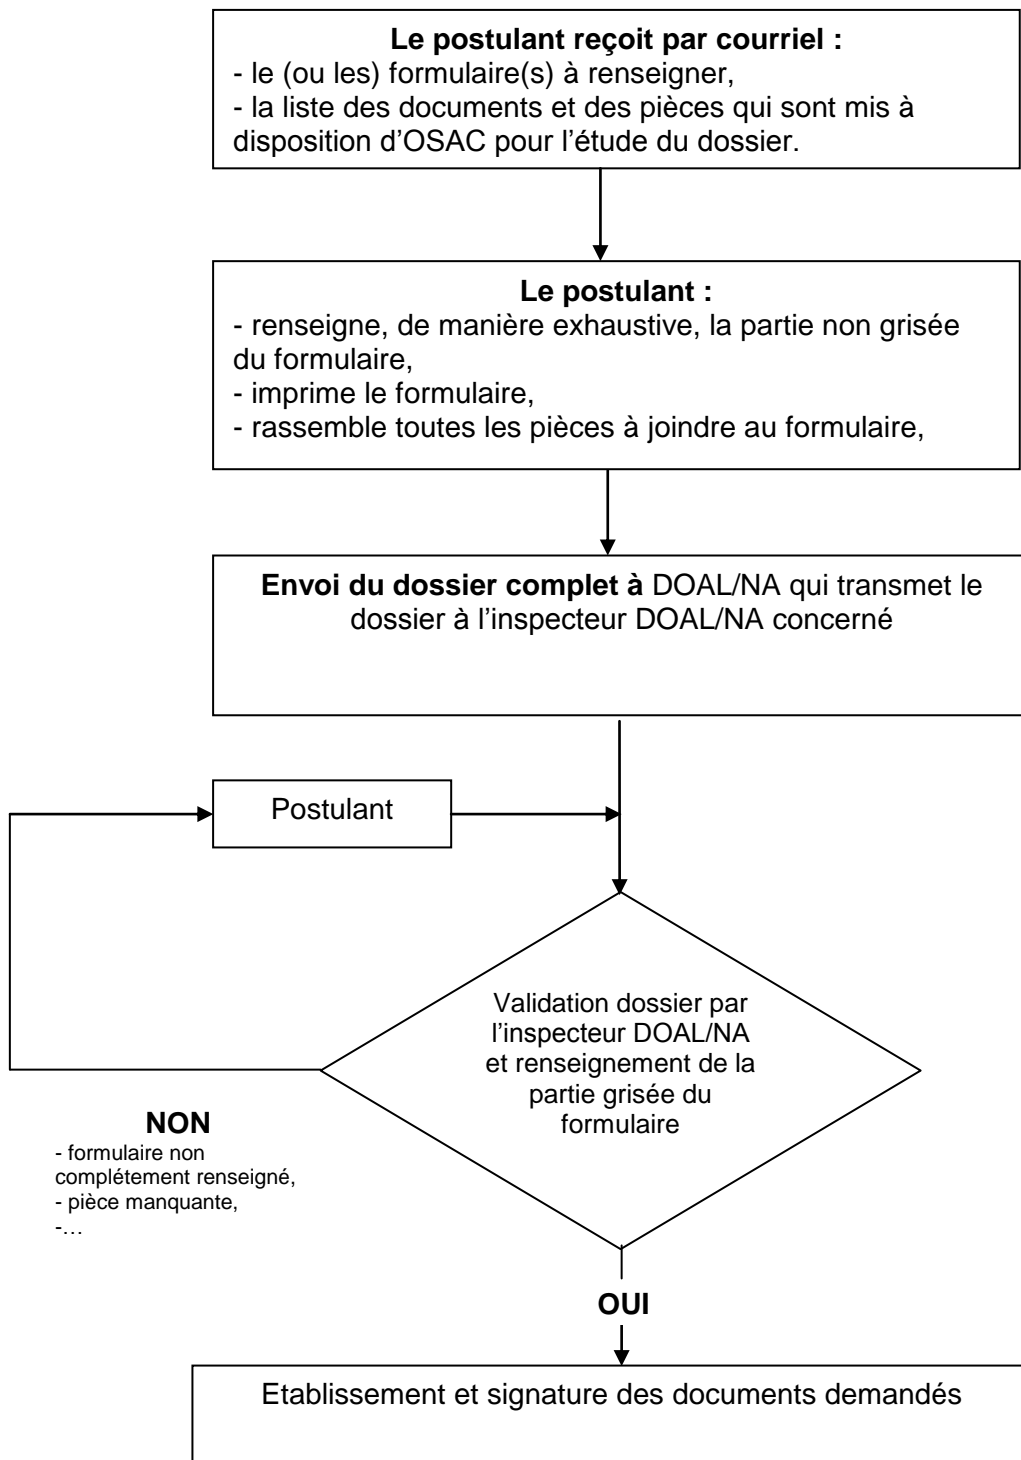 Le postulant reçoit par courriel :
- le (ou les) formulaire(s) à renseigner,
- la liste des documents et des pièces qui sont mis à
disposition d’OSAC pour l’étude du dossier.
Le postulant :
- renseigne, de manière exhaustive, la partie non grisée
du formulaire,
- imprime le formulaire,
- rassemble toutes les pièces à joindre au formulaire,
Envoi du dossier complet à DOAL/NA qui transmet le
dossier à l’inspecteur DOAL/NA concerné
Postulant
Validation dossier par
l’inspecteur DOAL/NA
et renseignement de la
partie grisée du
formulaire
NON
- formulaire non
complétement renseigné,
- pièce manquante,
-…
OUI
Etablissement et signature des documents demandés